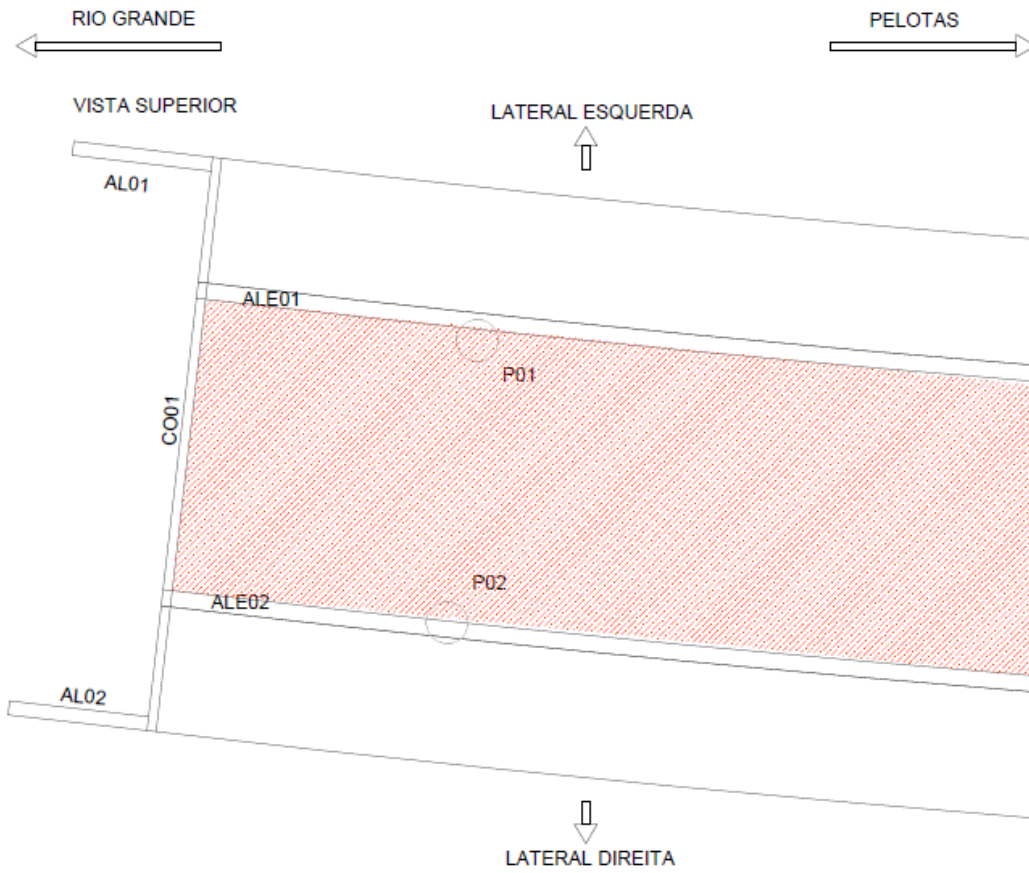 RIO GRANDE
PELOTAS
VISTA SUPERIOR
LATERAL ESQUERDA
AL01
ALE01
P01
CO01
P02
ALE02
AL02
LATERAL DIREITA